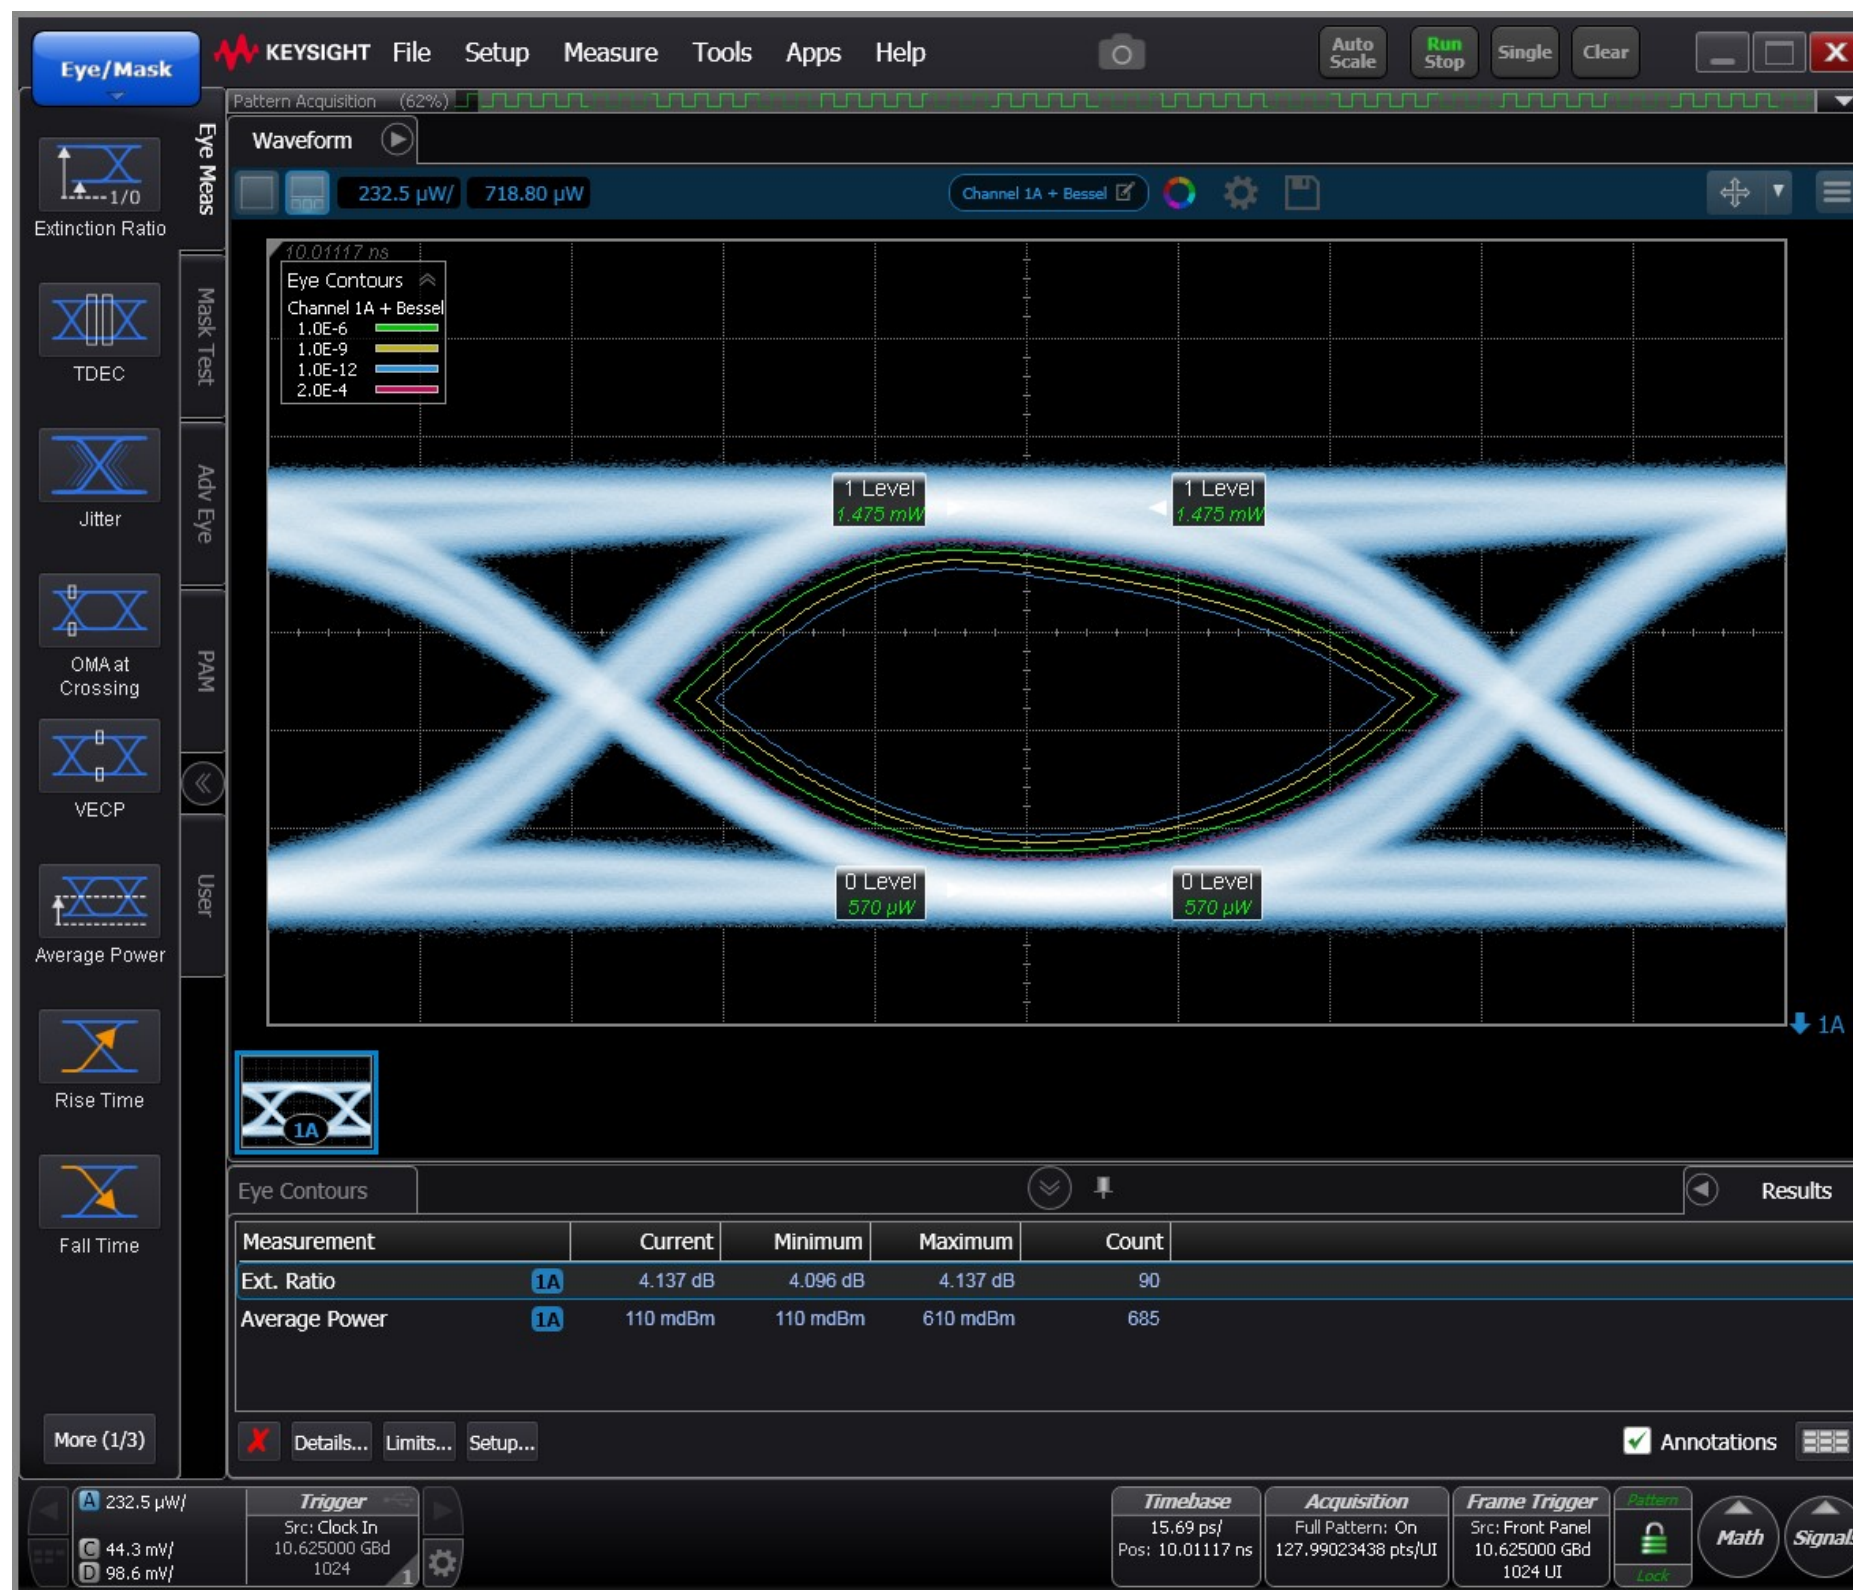 Eye/Mask
KEYSIGHT File Setup Measure Tools Apps Help
Auto Scale
Run Stop
Single
Clear
Pattern Acquisition (62%)
Waveform
232.5 µW/ 718.80 µW
Channel 1A + Bessel
Eye Meas
Mask Test
Adv Eye
PAM
User
1/0
Extinction Ratio
TDEC
Jitter
OMA at
Crossing
VECP
Average Power
Rise Time
Fall Time
More (1/3)
10.01117 ns
Eye Contours
Channel 1A + Bessel
1.0E-6
1.0E-9
1.0E-12
2.0E-4
1 Level
1.475 mW
1 Level
1.475 mW
0 Level
570 µW
0 Level
570 µW
1A
1A
Eye Contours
Results
Measurement Current Minimum Maximum Count
Ext. Ratio 1A 4.137 dB 4.096 dB 4.137 dB 90
Average Power 1A 110 mdBm 110 mdBm 610 mdBm 685
Details... Limits... Setup...
Annotations
A 232.5 µW/
C 44.3 mV/
D 98.6 mV/
Trigger
Src: Clock In
10.625000 GBd
1024
1
Timebase
15.69 ps/
Pos: 10.01117 ns
Acquisition
Full Pattern: On
127.99023438 pts/UI
Frame Trigger
Src: Front Panel
10.625000 GBd
1024 UI
Pattern
Lock
Math
Signals